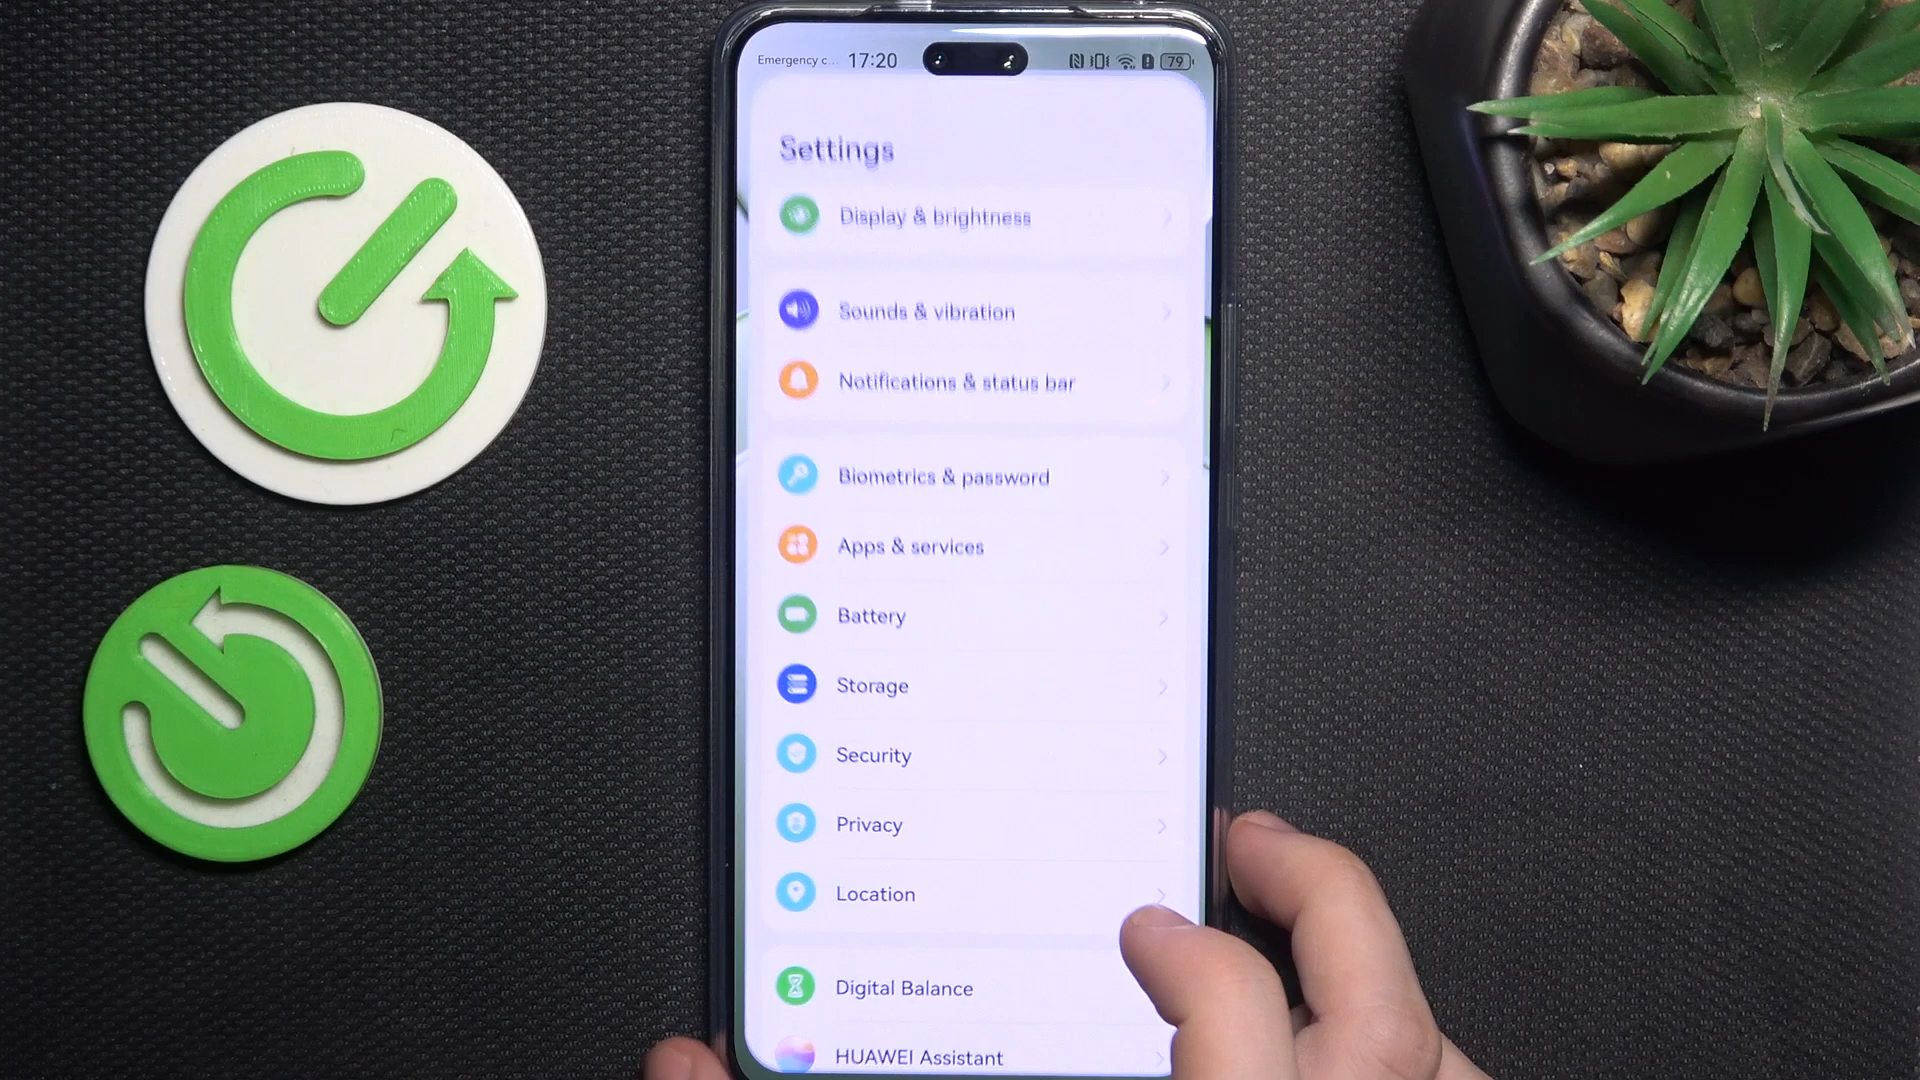 Emergency c... 17:20 79
Settings
Display & brightness
Sounds & vibration
Notifications & status bar
Biometrics & password
Apps & services
Battery
Storage
Security
Privacy
Location
Digital Balance
HUAWEI Assistant